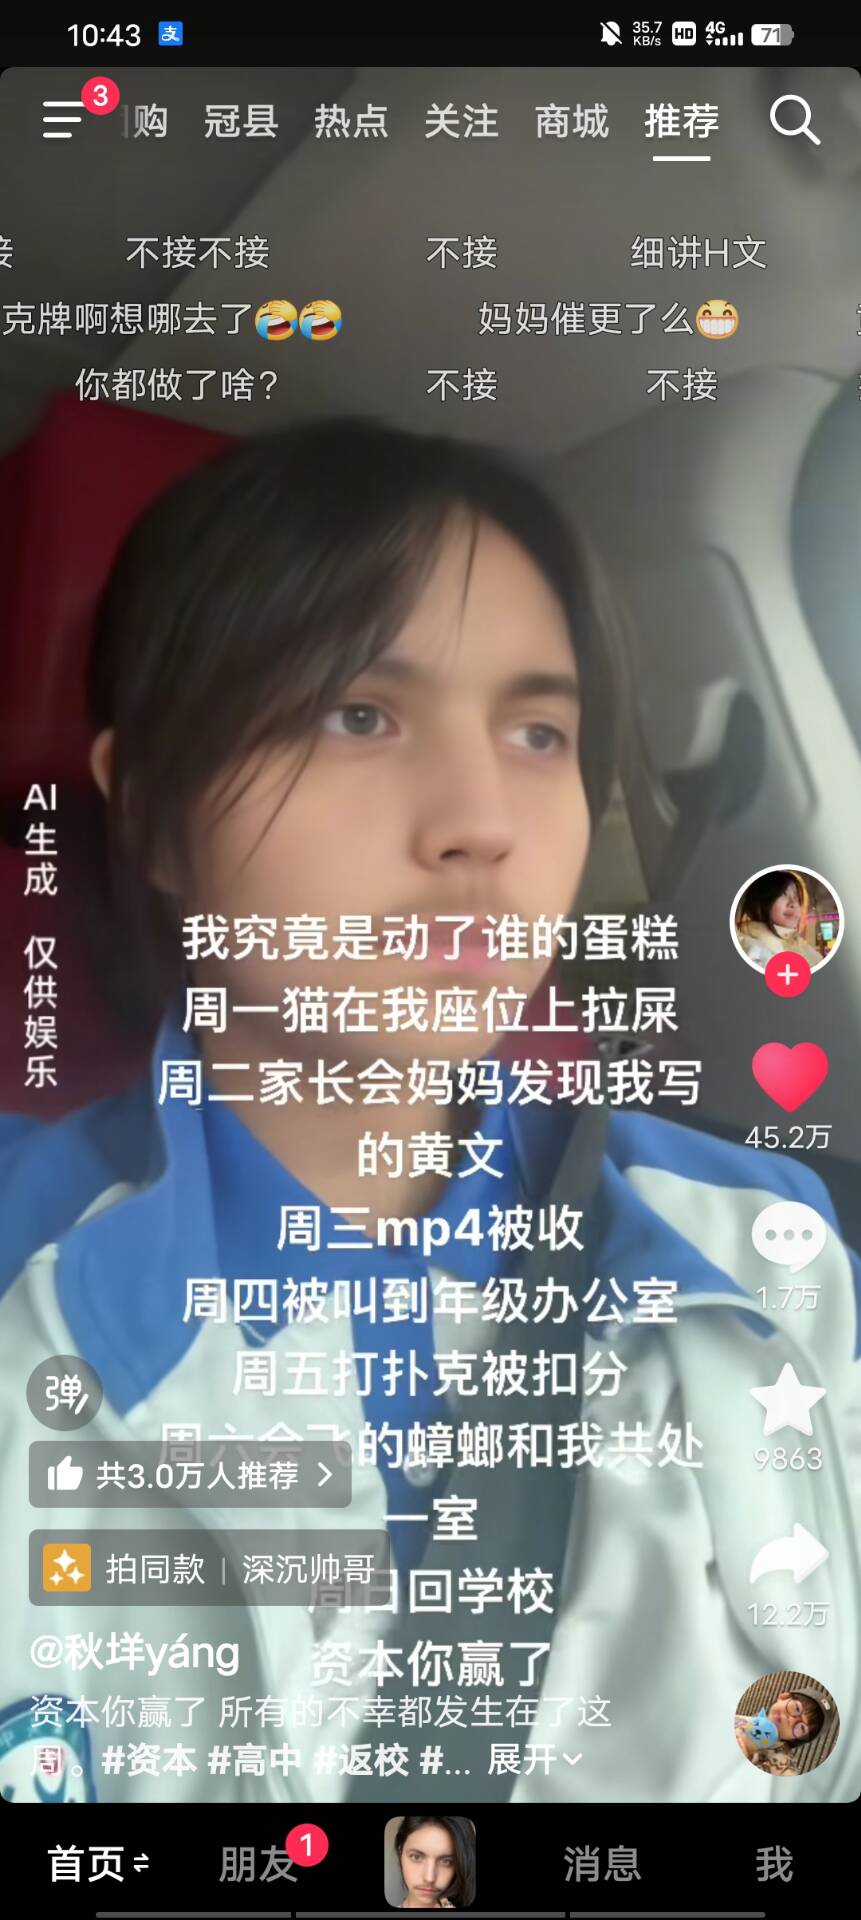 10:43
支
35.7
KB/s
HD
4G
71
3
购
冠县
热点
关注
商城
推荐
不接不接
不接
细讲H文
克牌啊想哪去了🤣🤣
妈妈催更了么😁
你都做了啥?
不接
不接
AI生成 仅供娱乐
我究竟是动了谁的蛋糕
周一猫在我座位上拉屎
周二家长会妈妈发现我写
的黄文
周三mp4被收
周四被叫到年级办公室
周五打扑克被扣分
周六会飞的蟑螂和我共处
一室
周日回学校
资本你赢了
45.2万
1.7万
9863
12.2万
弹
共3.0万人推荐 >
拍同款 | 深沉帅哥
@秋垟yáng
资本你赢了 所有的不幸都发生在了这
周。#资本 #高中 #返校 #... 展开
首页
朋友
1
消息
我